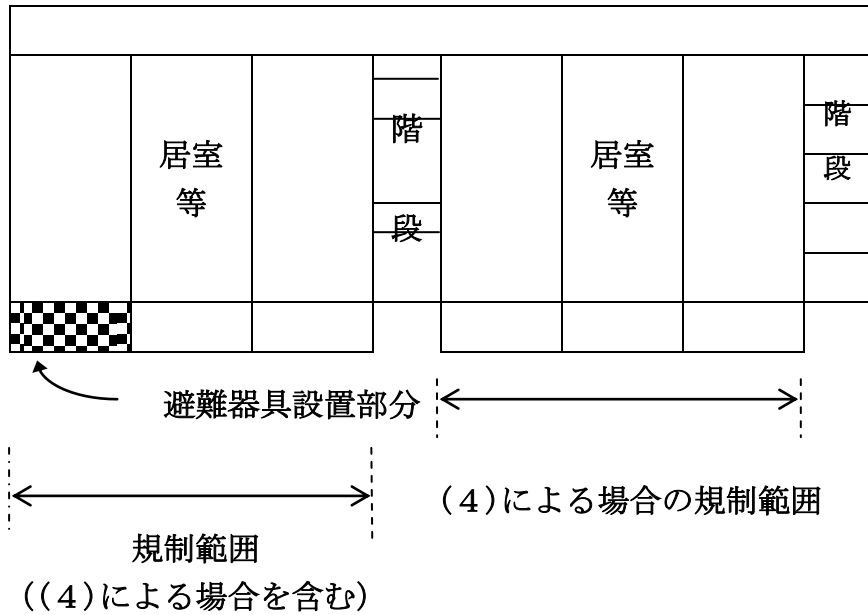 居室
等
階
段
居室
等
階
段
避難器具設置部分
(4)による場合の規制範囲
規制範囲
((4)による場合を含む)